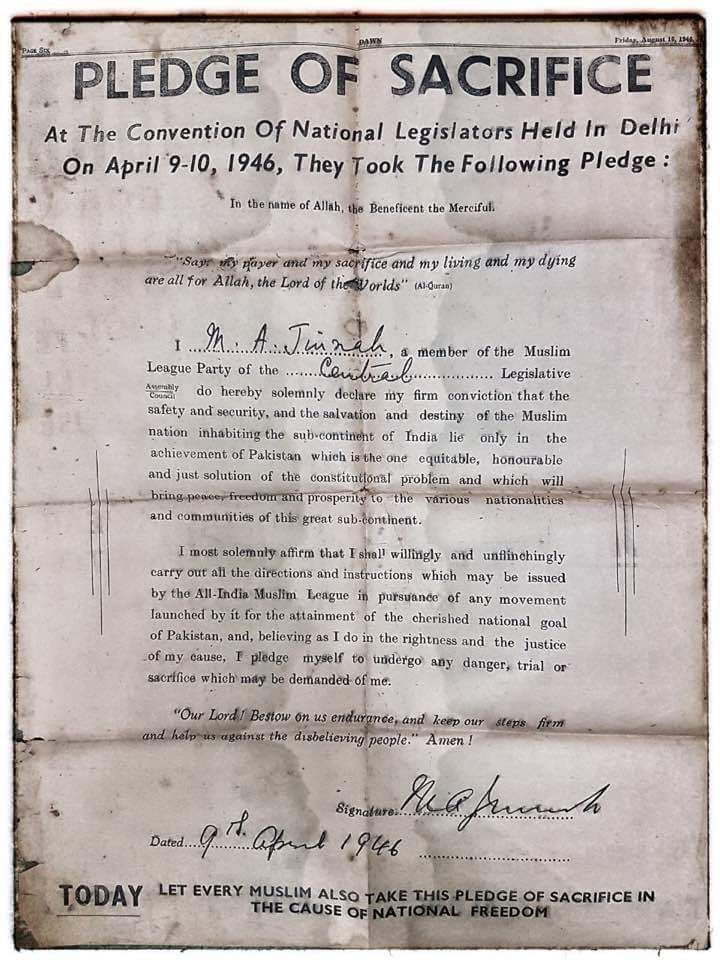 PAGE SIX
DAWN
Friday, August 16, 1946.
PLEDGE OF SACRIFICE
At The Convention Of National Legislators Held In Delhi
On April 9-10, 1946, They Took The Following Pledge :
In the name of Allah, the Beneficent the Merciful.
"Say: my prayer and my sacrifice and my living and my dying
are all for Allah, the Lord of the Worlds" (Al-Quran)
I ...M. A. Jinnah, a member of the Muslim
League Party of the ......Central.................. Legislative
Assembly
Council
do hereby solemnly declare my firm conviction that the
safety and security, and the salvation and destiny of the Muslim
nation inhabiting the sub-continent of India lie only in the
achievement of Pakistan which is the one equitable, honourable
and just solution of the constitutional problem and which will
bring peace, freedom and prosperity to the various nationalities
and communities of this great sub-continent.
I most solemnly affirm that I shall willingly and unflinchingly
carry out all the directions and instructions which may be issued
by the All-India Muslim League in pursuance of any movement
launched by it for the attainment of the cherished national goal
of Pakistan, and, believing as I do in the rightness and the justice
of my cause, I pledge myself to undergo any danger, trial or
sacrifice which may be demanded of me.
"Our Lord! Bestow on us endurance, and keep our steps firm
and help us against the disbelieving people." Amen !
Signature...M A Jinnah
Dated...9th April 1946
TODAY LET EVERY MUSLIM ALSO TAKE THIS PLEDGE OF SACRIFICE IN
THE CAUSE OF NATIONAL FREEDOM